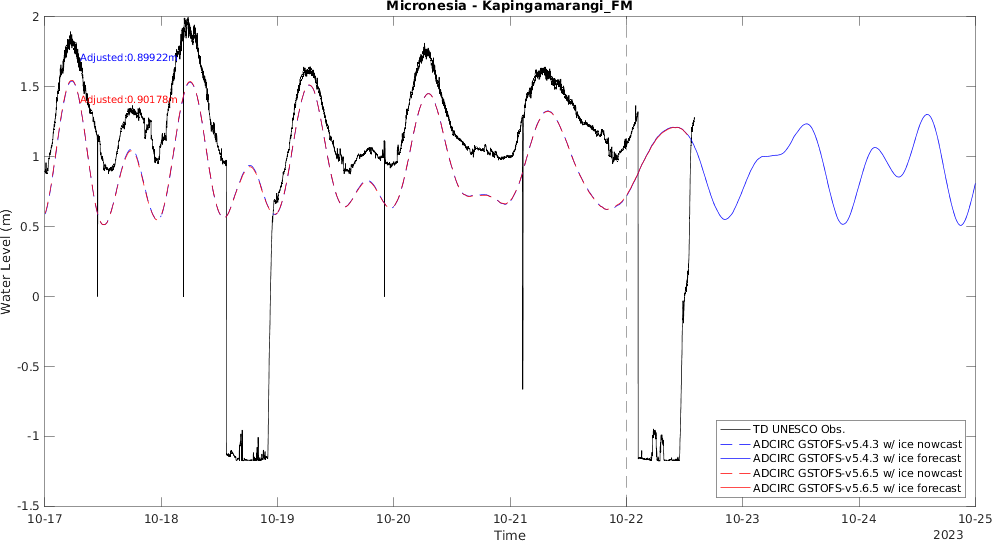 Micronesia - Kapingamarangi_FM
2
Adjusted:0.89922m
1.5
Adjusted:0.90178m
1
0.5
0
-0.5
-1
-1.5
Water Level (m)
TD UNESCO Obs.
ADCIRC GSTOFS-v5.4.3 w/ ice nowcast
ADCIRC GSTOFS-v5.4.3 w/ ice forecast
ADCIRC GSTOFS-v5.6.5 w/ ice nowcast
ADCIRC GSTOFS-v5.6.5 w/ ice forecast
10-17 10-18 10-19 10-20 10-21 10-22 10-23 10-24 10-25
Time
2023